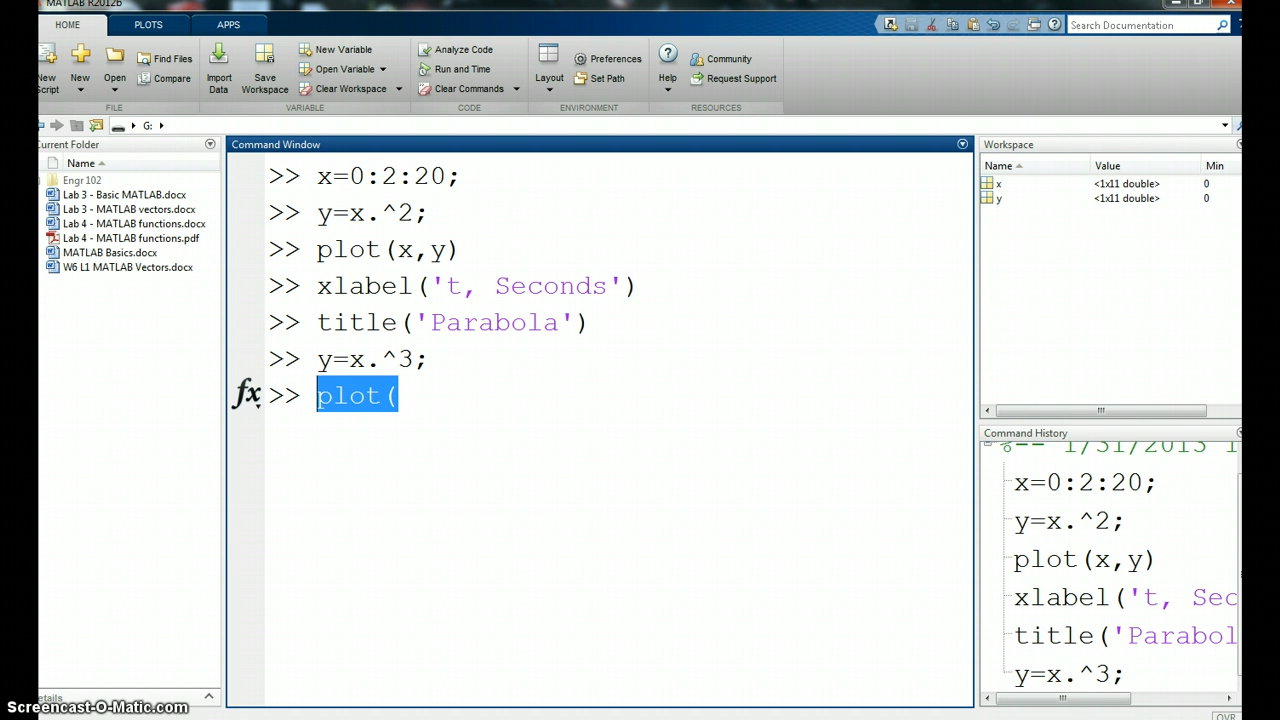 MATLAB R2012b
HOME PLOTS APPS
Search Documentation
New Script
New
Open
Find Files
Compare
FILE
Import Data
Save Workspace
New Variable
Open Variable
Clear Workspace
VARIABLE
Analyze Code
Run and Time
Clear Commands
CODE
Layout
Preferences
Set Path
ENVIRONMENT
Help
Community
Request Support
RESOURCES
G:
Current Folder
Name
Engr 102
Lab 3 - Basic MATLAB.docx
Lab 3 - MATLAB vectors.docx
Lab 4 - MATLAB functions.docx
Lab 4 - MATLAB functions.pdf
MATLAB Basics.docx
W6 L1 MATLAB Vectors.docx
etails
Command Window
>> x=0:2:20;
>> y=x.^2;
>> plot(x,y)
>> xlabel('t, Seconds')
>> title('Parabola')
>> y=x.^3;
fx >> plot(
Workspace
Name Value Min
x <1x11 double> 0
y <1x11 double> 0
Command History
%-- 1/31/2013 1
x=0:2:20;
y=x.^2;
plot(x,y)
xlabel('t, Sec
title('Parabol
y=x.^3;
OVR
Screencast-O-Matic.com